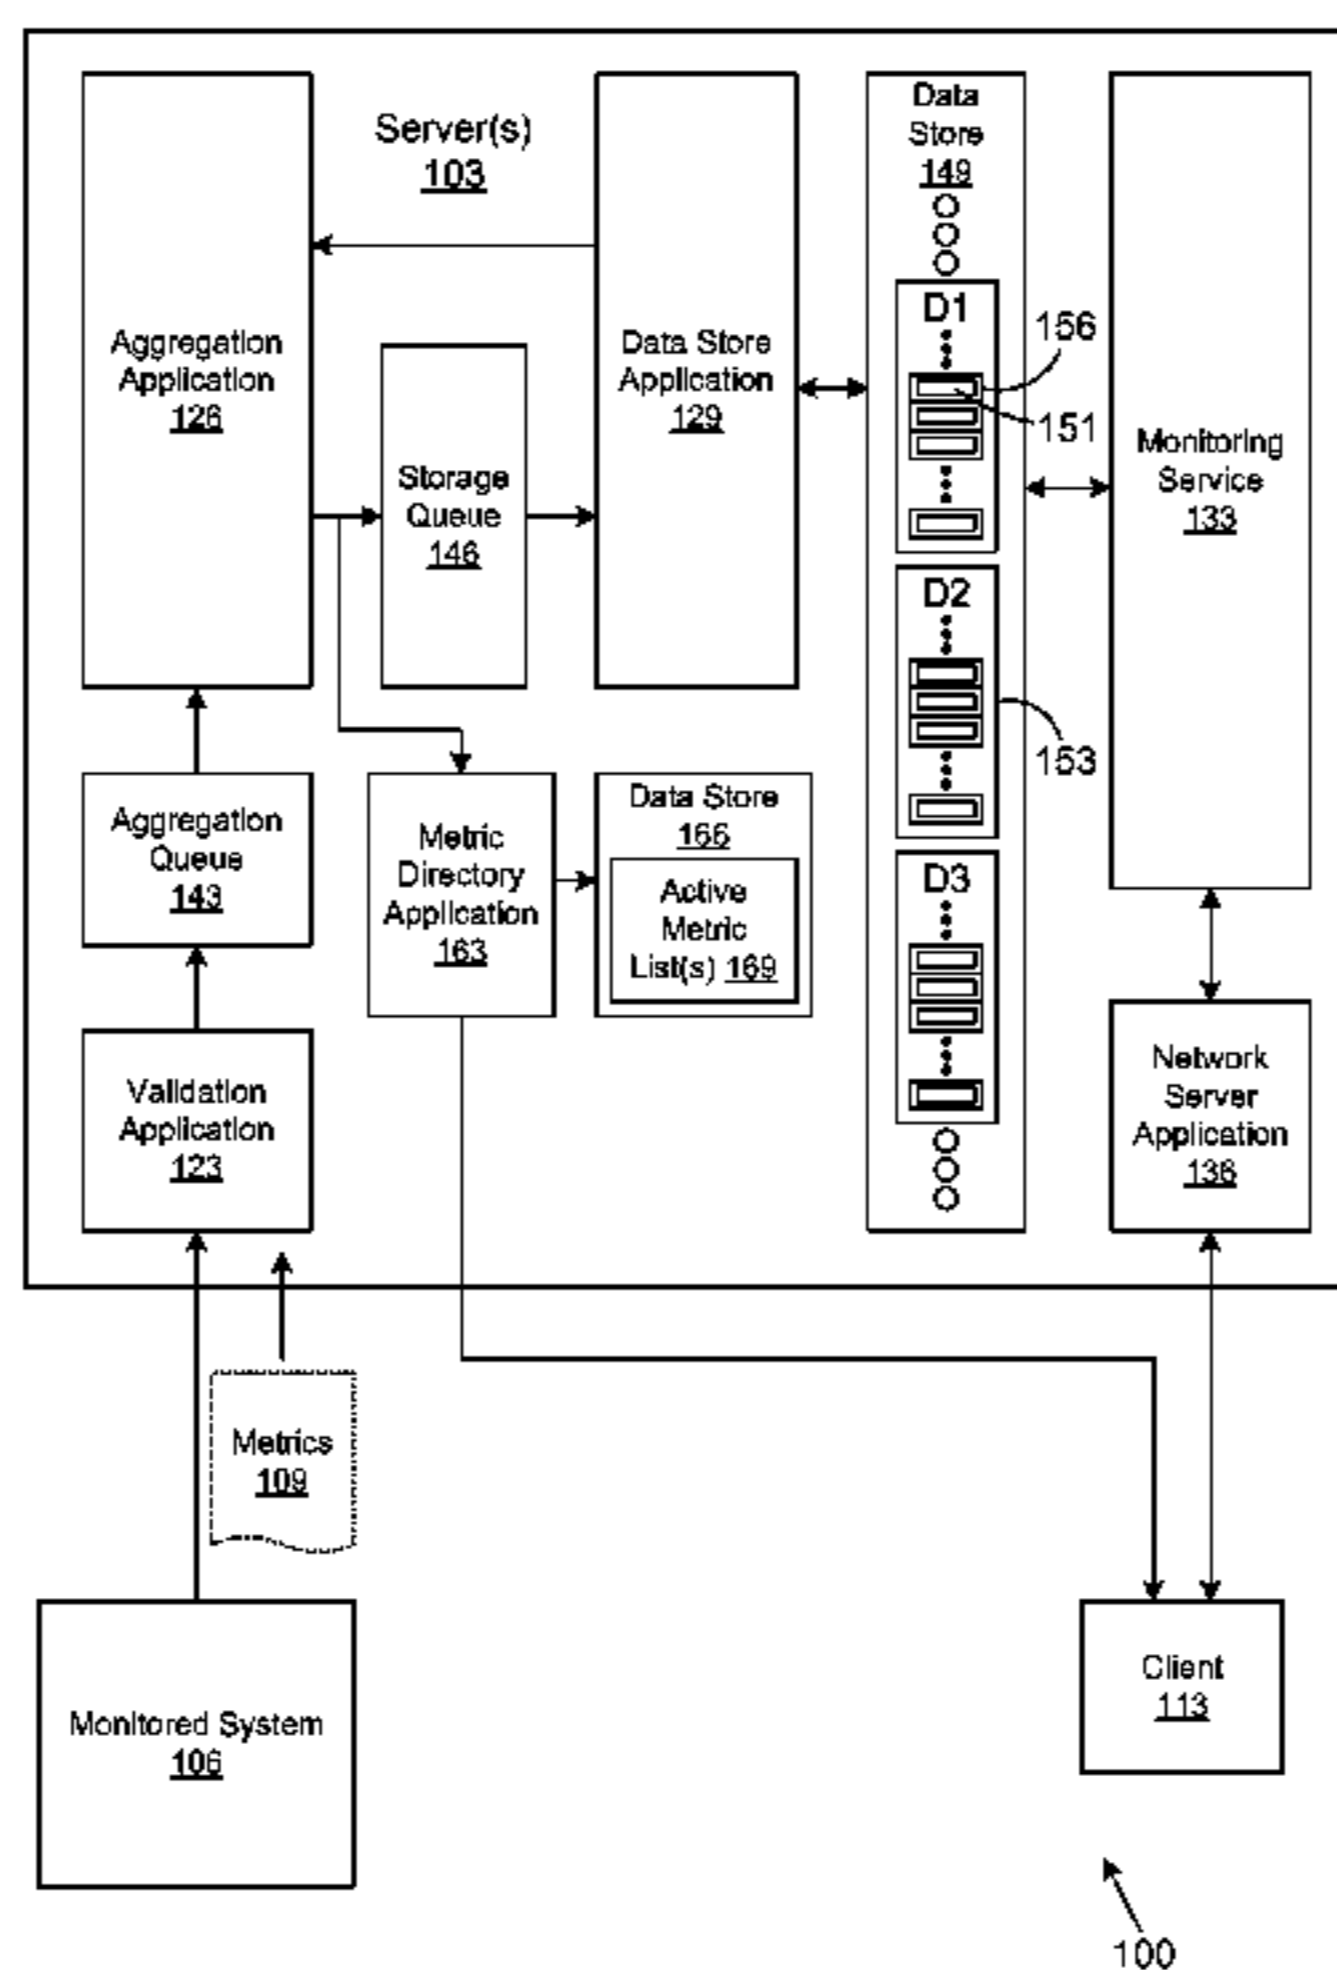 Server(s)
103
Aggregation
Application
126
Storage
Queue
146
Data Store
Application
129
Data
Store
149
D1
156
151
D2
153
D3
Monitoring
Service
133
Aggregation
Queue
143
Metric
Directory
Application
163
Data Store
166
Active
Metric
List(s) 169
Validation
Application
123
Network
Server
Application
136
Metrics
109
Monitored System
106
Client
113
100